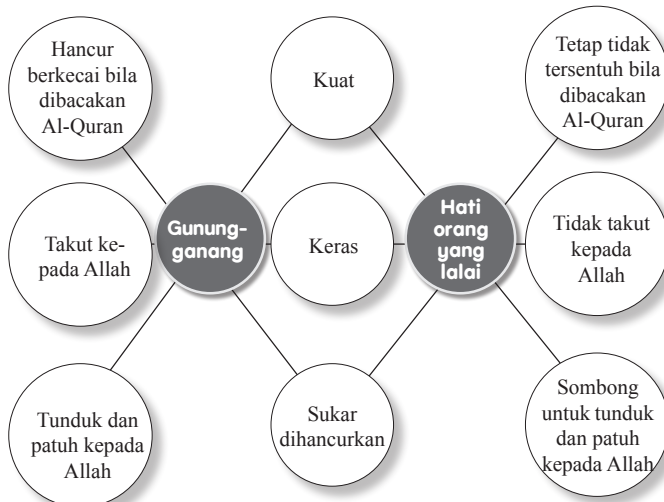 Hancur
berkecai bila
dibacakan
Al-Quran
Kuat
Tetap tidak
tersentuh bila
dibacakan
Al-Quran
Takut ke-
pada Allah
Gunung-
ganang
Keras
Hati
orang
yang
lalai
Tidak takut
kepada
Allah
Tunduk dan
patuh kepada
Allah
Sukar
dihancurkan
Sombong
untuk tunduk
dan patuh
kepada Allah